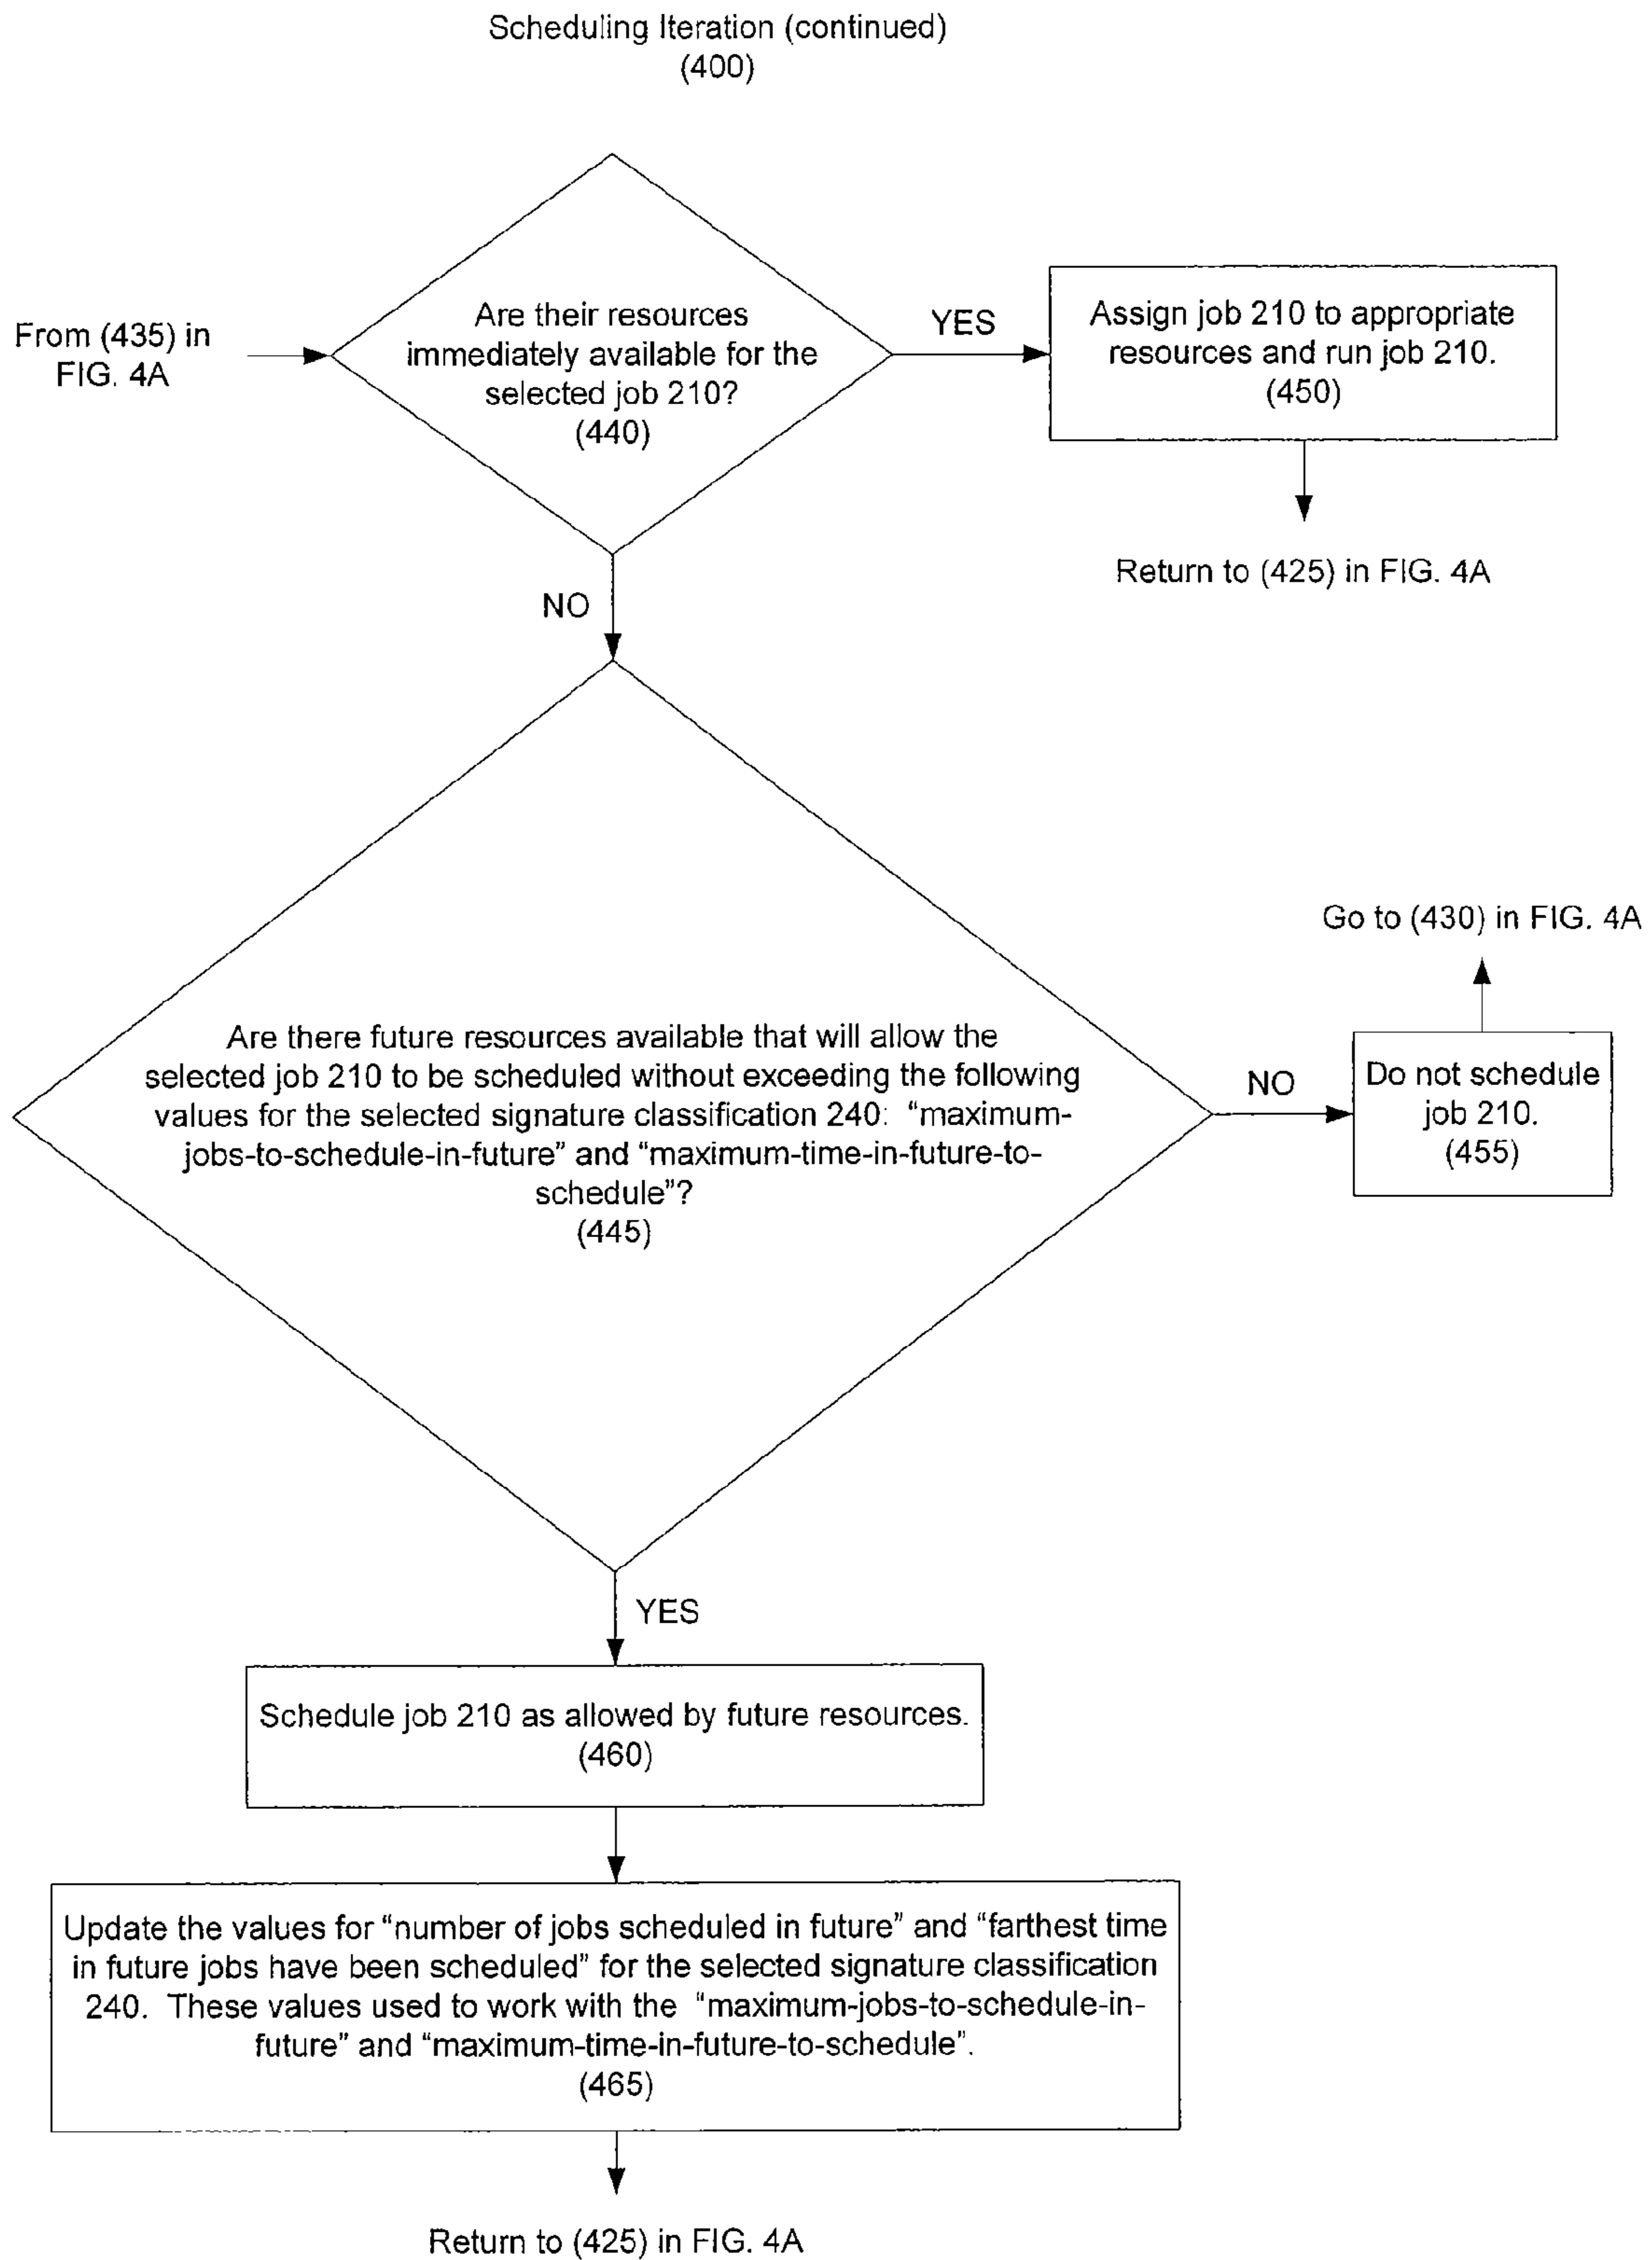 Scheduling Iteration (continued)
(400)
From (435) in
FIG. 4A
Are their resources
immediately available for the
selected job 210?
(440)
YES
Assign job 210 to appropriate
resources and run job 210.
(450)
Return to (425) in FIG. 4A
NO
Are there future resources available that will allow the
selected job 210 to be scheduled without exceeding the following
values for the selected signature classification 240: “maximum-
jobs-to-schedule-in-future” and “maximum-time-in-future-to-
schedule”?
(445)
NO
Go to (430) in FIG. 4A
Do not schedule
job 210.
(455)
YES
Schedule job 210 as allowed by future resources.
(460)
Update the values for “number of jobs scheduled in future” and “farthest time
in future jobs have been scheduled” for the selected signature classification
240. These values used to work with the “maximum-jobs-to-schedule-in-
future” and “maximum-time-in-future-to-schedule”.
(465)
Return to (425) in FIG. 4A